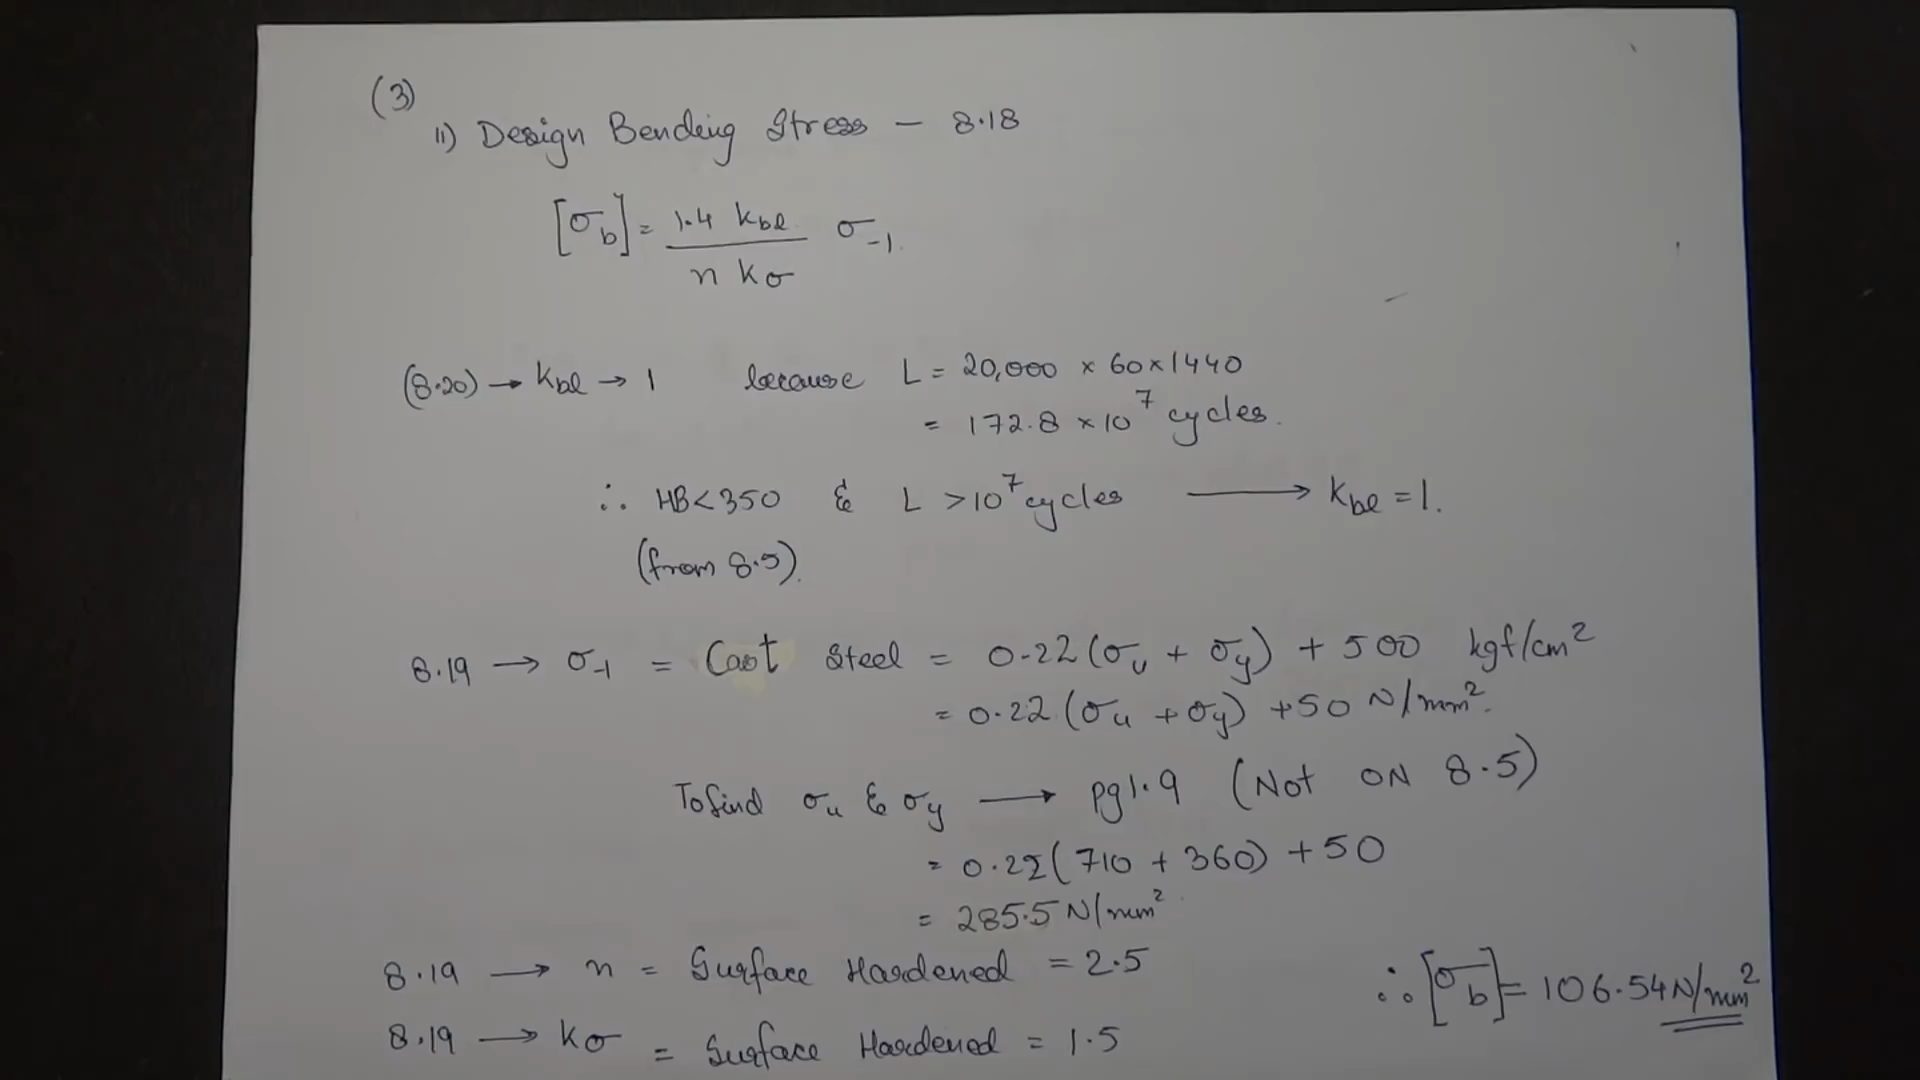 (3)
11) Design Bending Stress – 8.18
[σb] = 1.4 kbl / n kσ σ-1.
(8.20) → kbl → 1 because L = 20,000 × 60×1440
= 172.8 ×10^7 cycles.
∴ HB<350 & L >10^7 cycles → kbl =1.
(from 8.5).
8.19 → σ-1 = Cast Steel = 0.22(σu + σy) + 500 kgf/cm2
= 0.22 (σu + σy) +50 N/mm2.
To find σu & σy → pg1.9 (Not ON 8.5)
= 0.22(710 + 360) +50
= 285.5 N/mm2
8.19 → n = Surface Hardened = 2.5
∴ [σb] = 106.54N/mm2
8.19 → kσ = Surface Hardened = 1.5